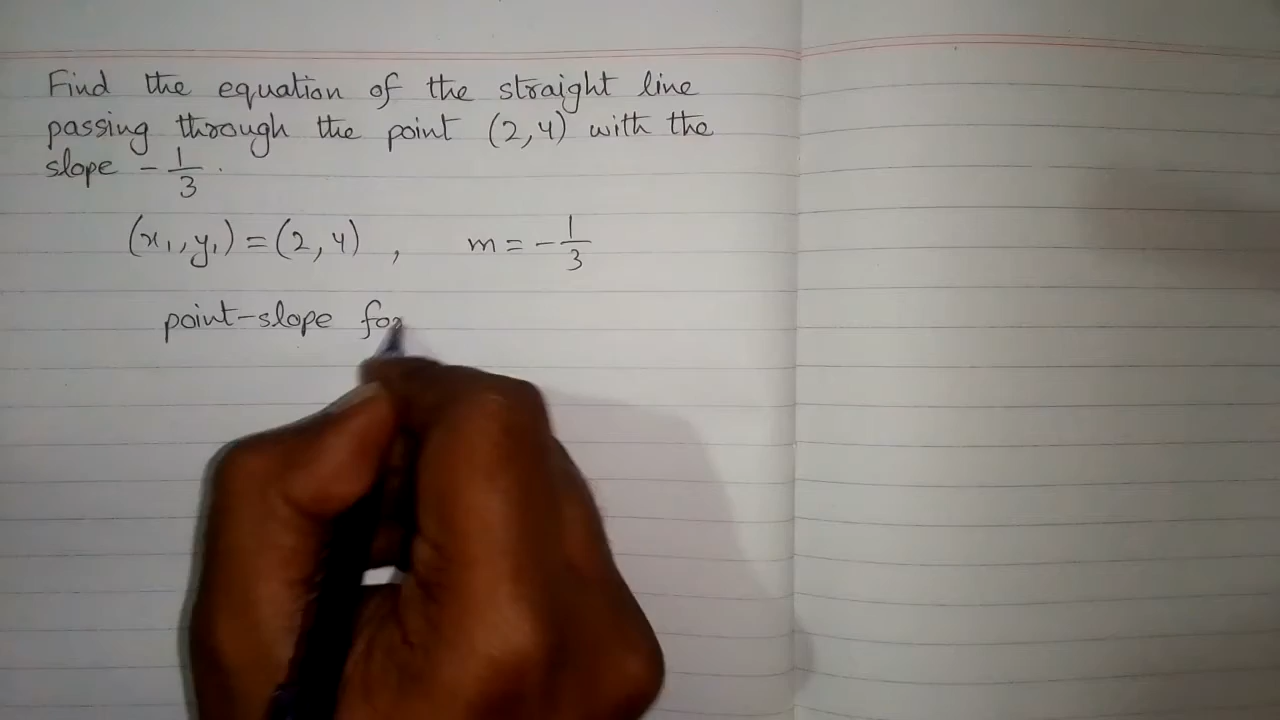 Find the equation of the straight line
passing through the point (2,4) with the
slope -1/3.
(x₁, y₁) = (2, 4) , m = -1/3
point-slope for